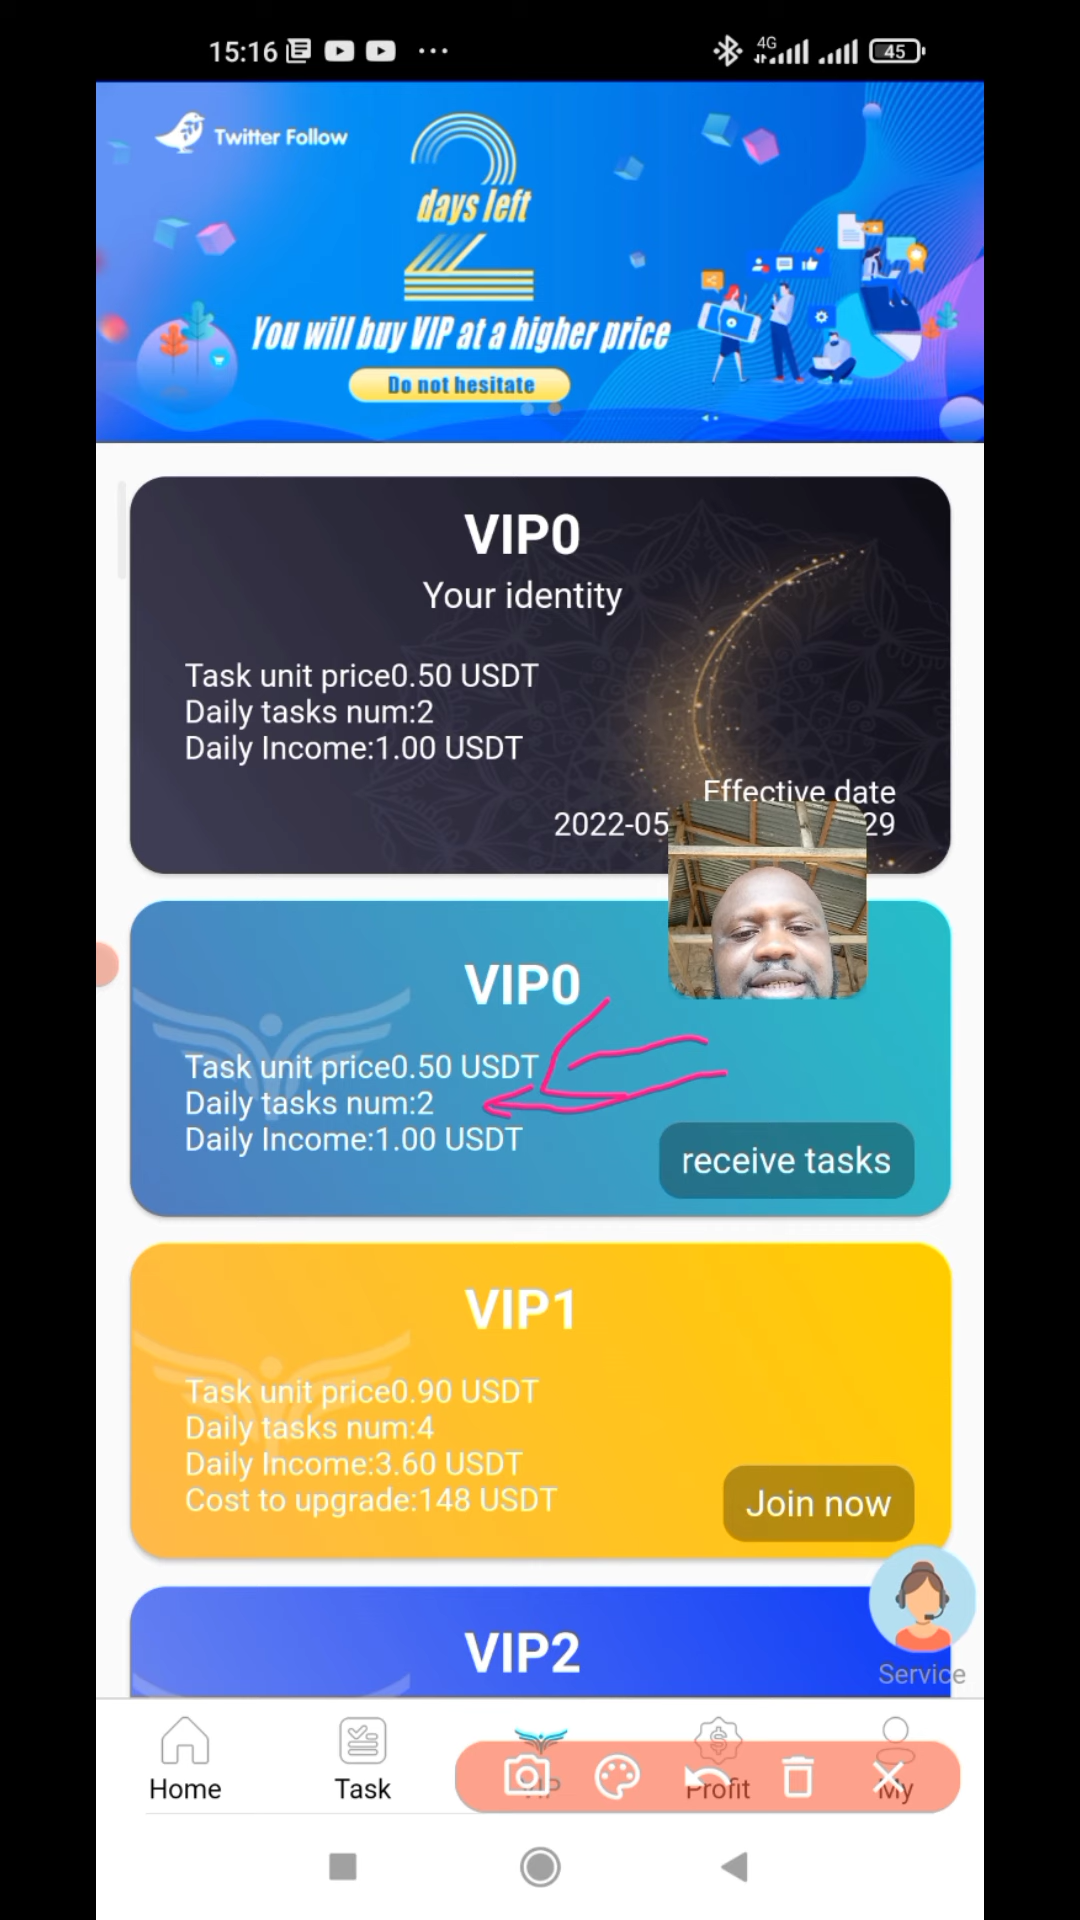 15:16
4G
45
Twitter Follow
2
days left
2
You will buy VIP at a higher price
Do not hesitate
VIP0
Your identity
Task unit price0.50 USDT
Daily tasks num:2
Daily Income:1.00 USDT
Effective date
2022-05
29
VIP0
Task unit price0.50 USDT
Daily tasks num:2
Daily Income:1.00 USDT
receive tasks
VIP1
Task unit price0.90 USDT
Daily tasks num:4
Daily Income:3.60 USDT
Cost to upgrade:148 USDT
Join now
VIP2
Service
Home
Task
VIP
Profit
My